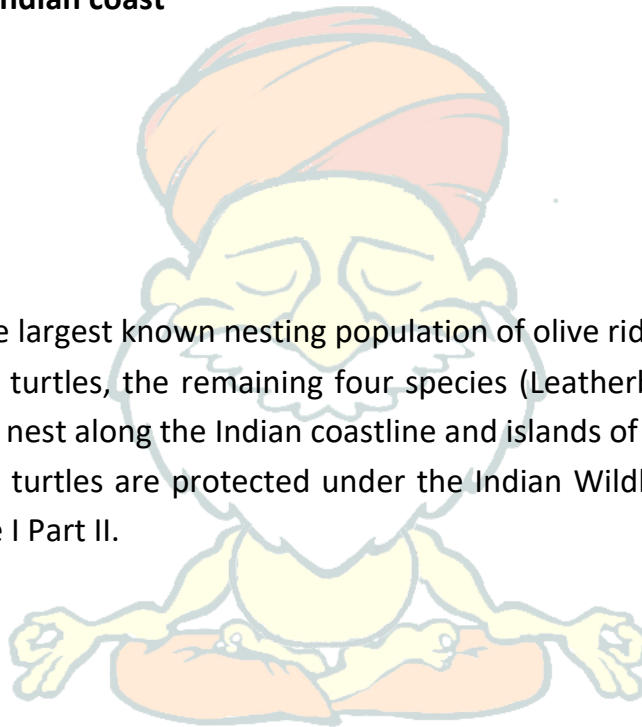 ndian coast
e largest known nesting population of olive rid
turtles, the remaining four species (Leatherb
nest along the Indian coastline and islands of
turtles are protected under the Indian Wildl
e I Part II.